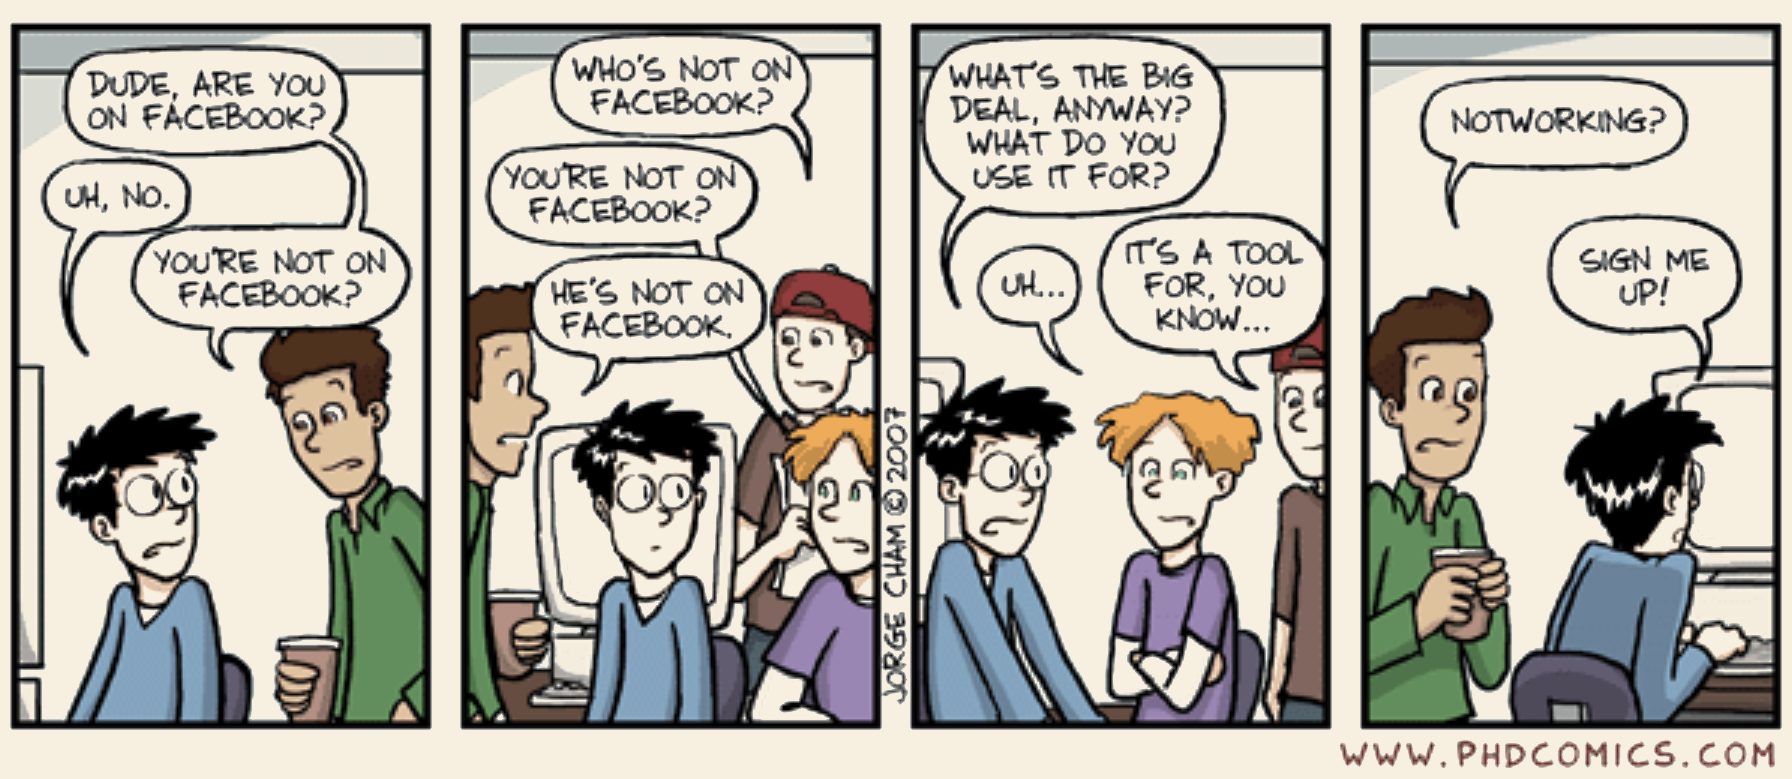 DUDE, ARE YOU
ON FACEBOOK?
UH, NO.
YOU'RE NOT ON
FACEBOOK?
WHO'S NOT ON
FACEBOOK?
YOU'RE NOT ON
FACEBOOK?
HE'S NOT ON
FACEBOOK.
JORGE CHAM © 2007
WHAT'S THE BIG
DEAL, ANYWAY?
WHAT DO YOU
USE IT FOR?
UH...
IT'S A TOOL
FOR, YOU
KNOW...
NOTWORKING?
SIGN ME
UP!
WWW.PHDCOMICS.COM